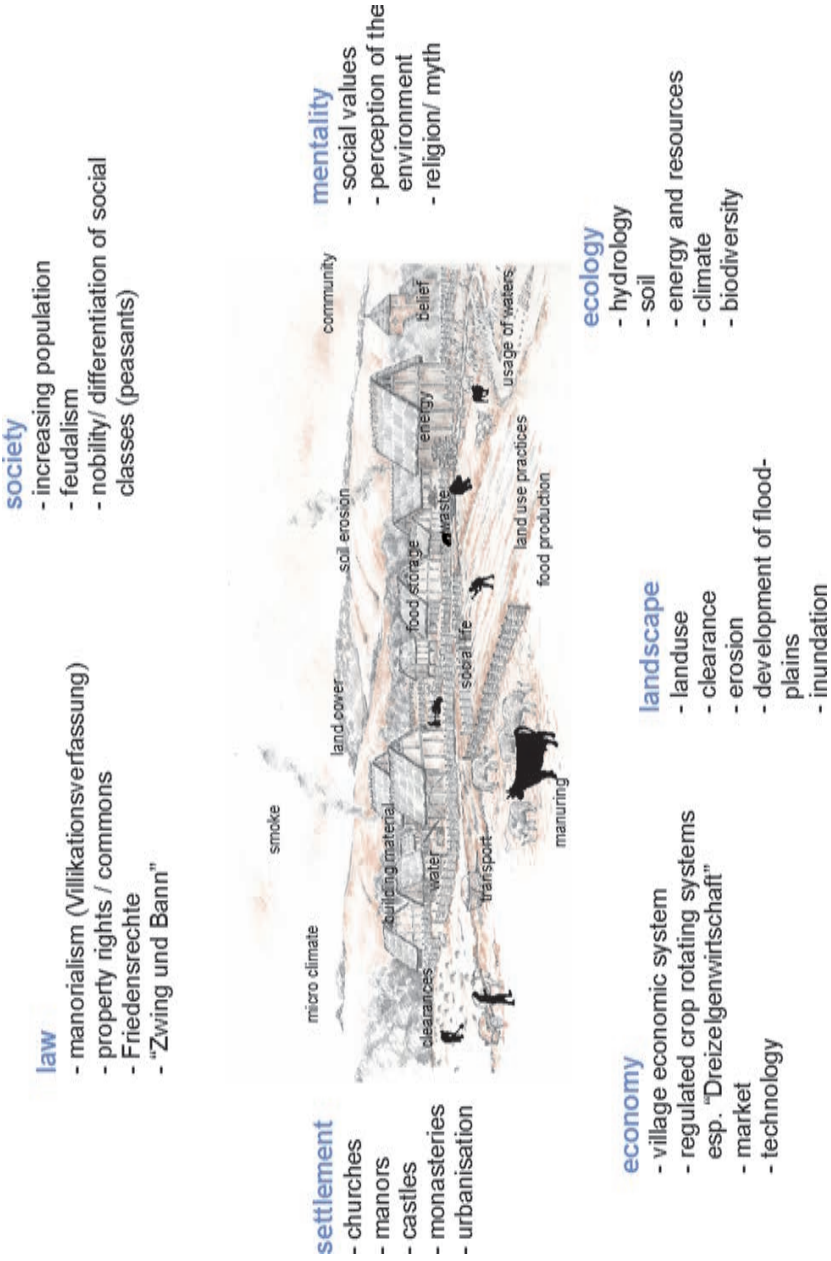 law
- manorialism (Villikationsverfassung)
- property rights / commons
- Friedensrechte
- “Zwing und Bann”
society
- increasing population
- feudalism
- nobility/ differentiation of social
classes (peasants)
settlement
- churches
- manors
- castles
- monasteries
- urbanisation
micro climate
smoke
land cover
soil erosion
community
clearances
building material
water
food storage
waste
energy
belief
transport
social life
usage of waters
manuring
land use practices
food production
mentality
- social values
- perception of the
environment
- religion/ myth
economy
- village economic system
- regulated crop rotating systems
esp. “Dreizelgenwirtschaft”
- market
- technology
landscape
- landuse
- clearance
- erosion
- development of flood-
plains
- inundation
ecology
- hydrology
- soil
- energy and resources
- climate
- biodiversity